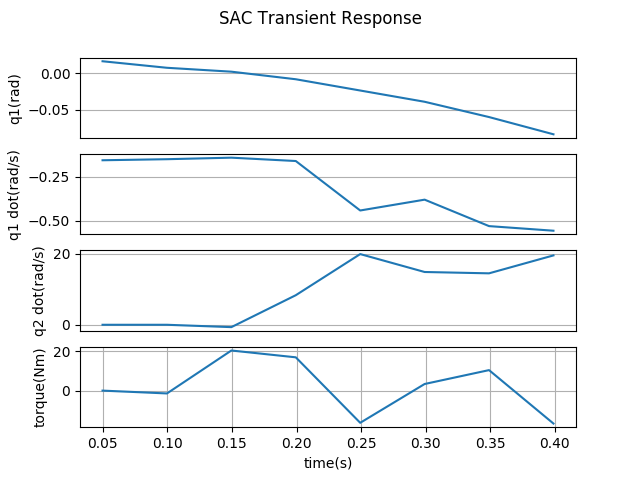 SAC Transient Response
q1(rad)
0.00
−0.05
q1 dot(rad/s)
−0.25
−0.50
q2 dot(rad/s)
20
0
torque(Nm)
20
0
0.05 0.10 0.15 0.20 0.25 0.30 0.35 0.40
time(s)